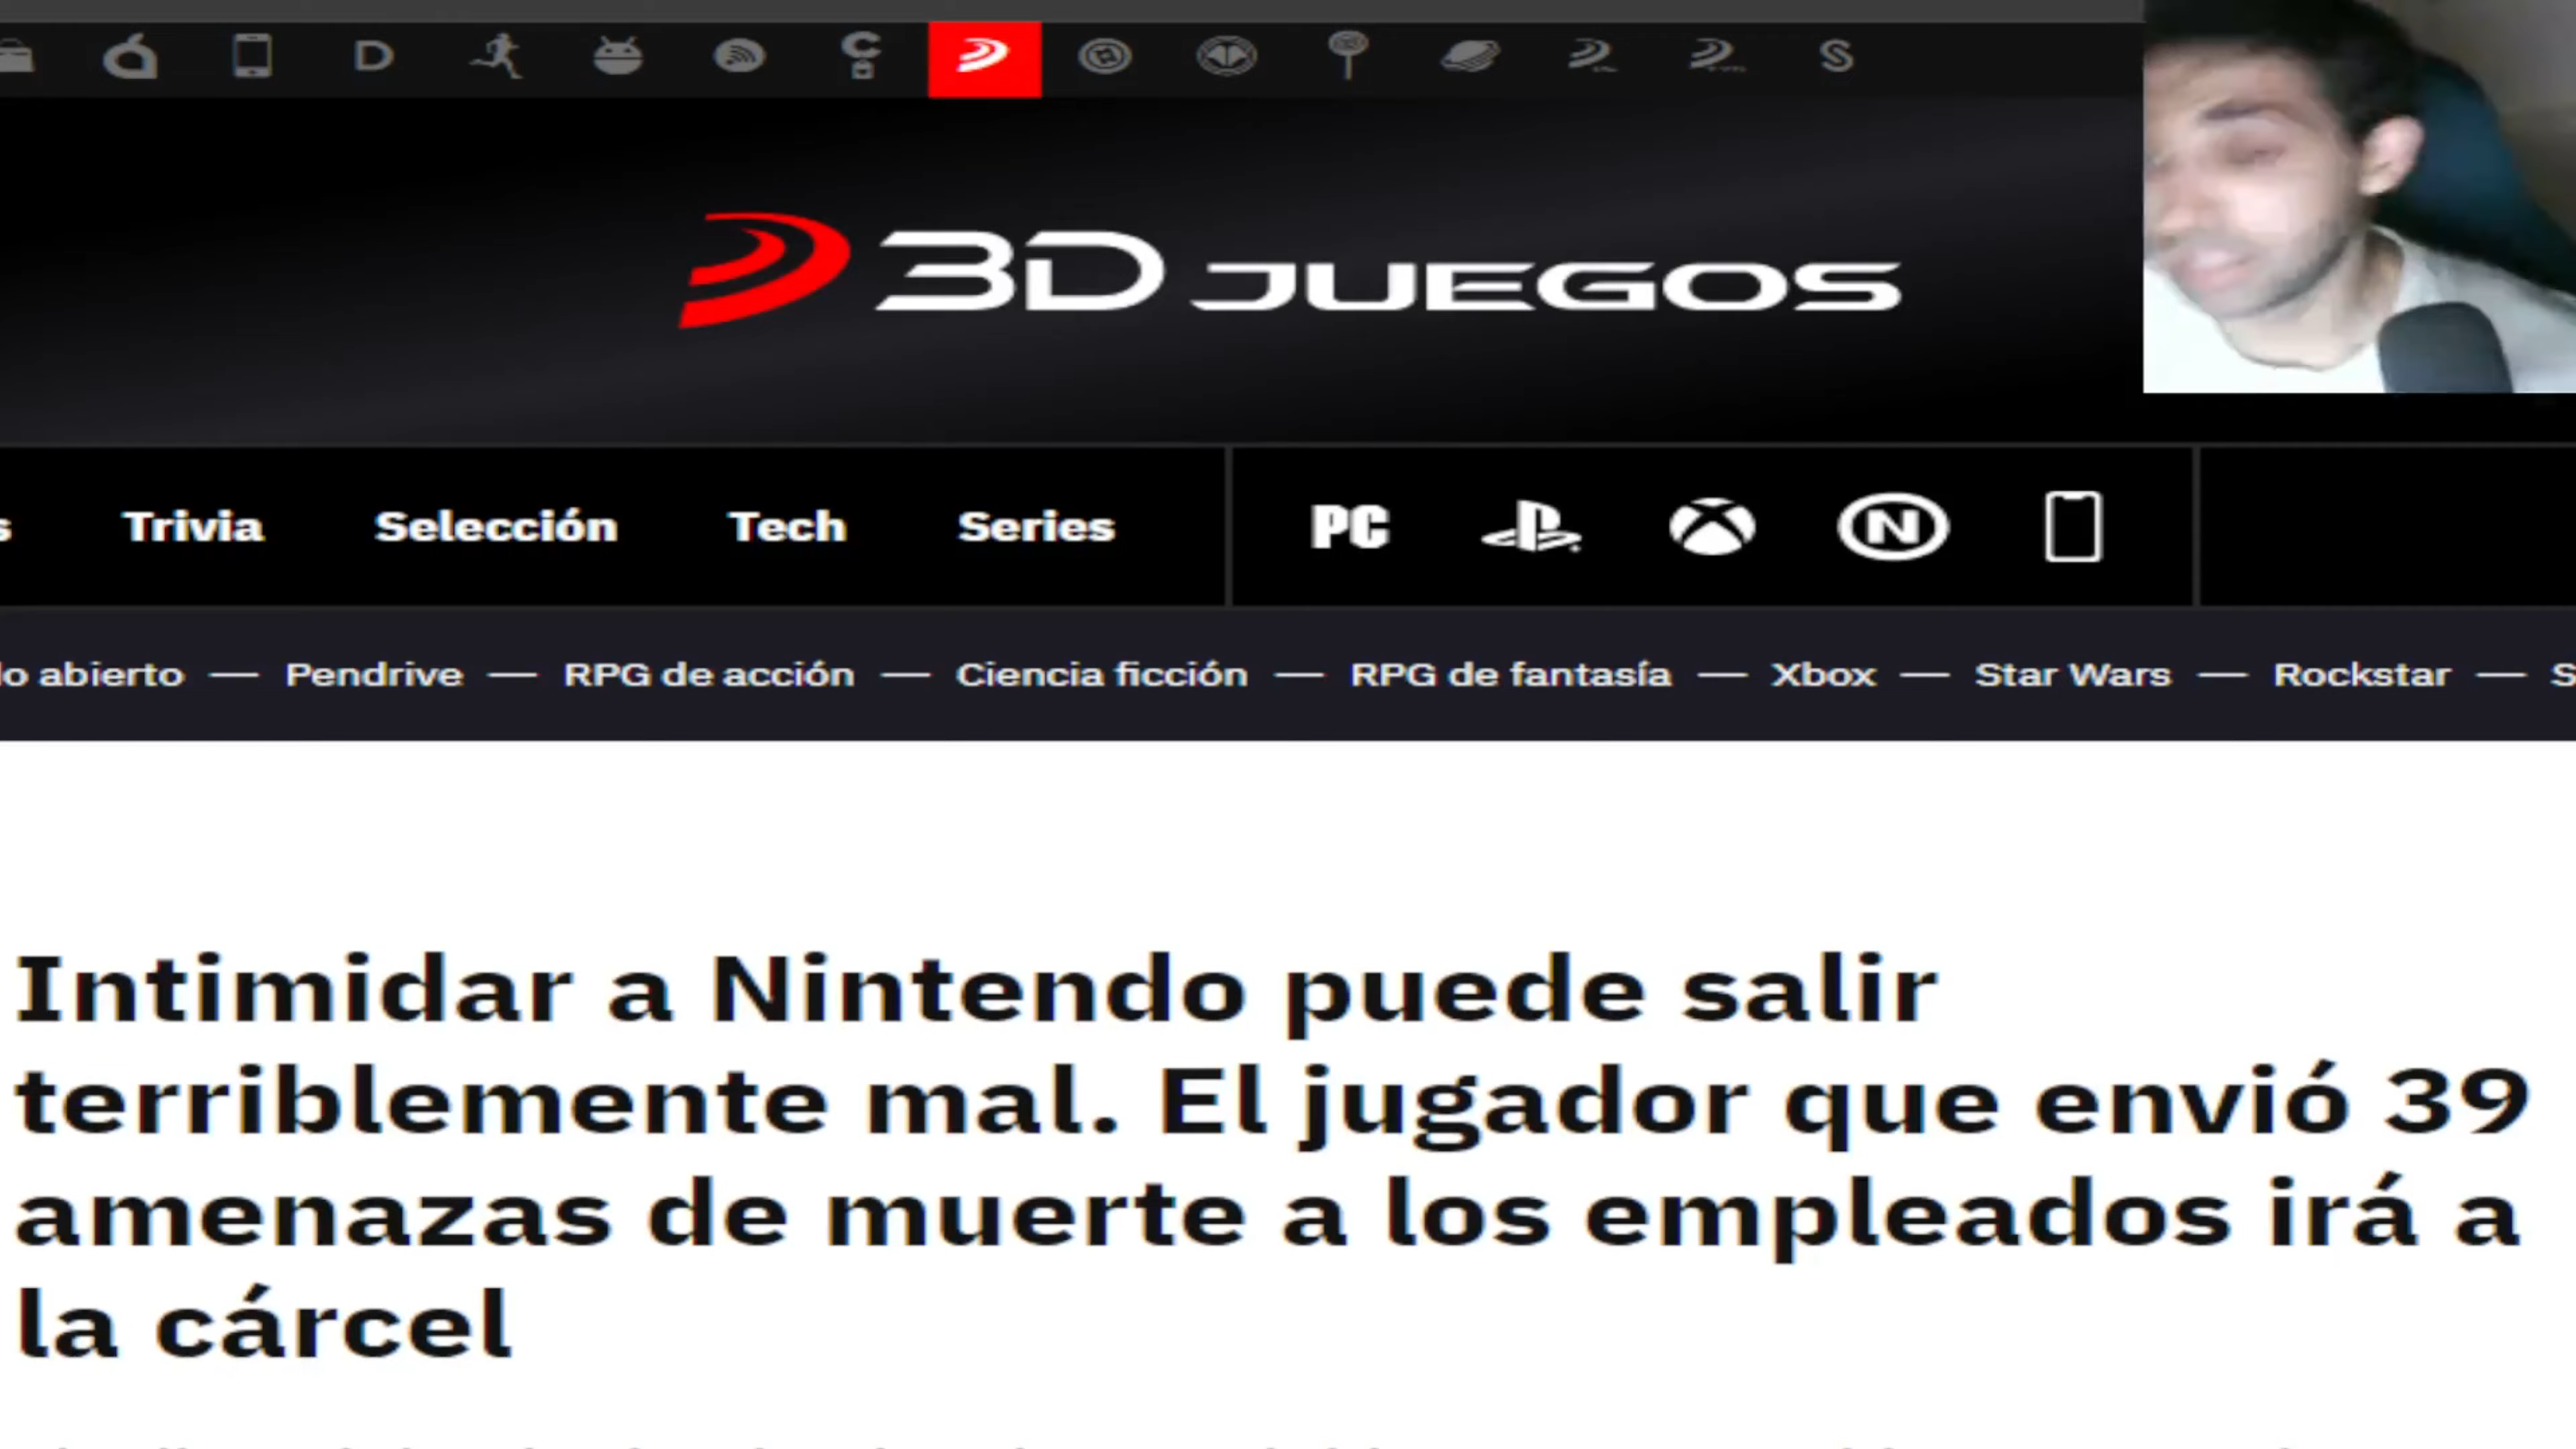 3D JUEGOS
Trivia Selección Tech Series PC
abierto — Pendrive — RPG de acción — Ciencia ficción — RPG de fantasía — Xbox — Star Wars — Rockstar —
Intimidar a Nintendo puede salir
terriblemente mal. El jugador que envió 39
amenazas de muerte a los empleados irá a
la cárcel